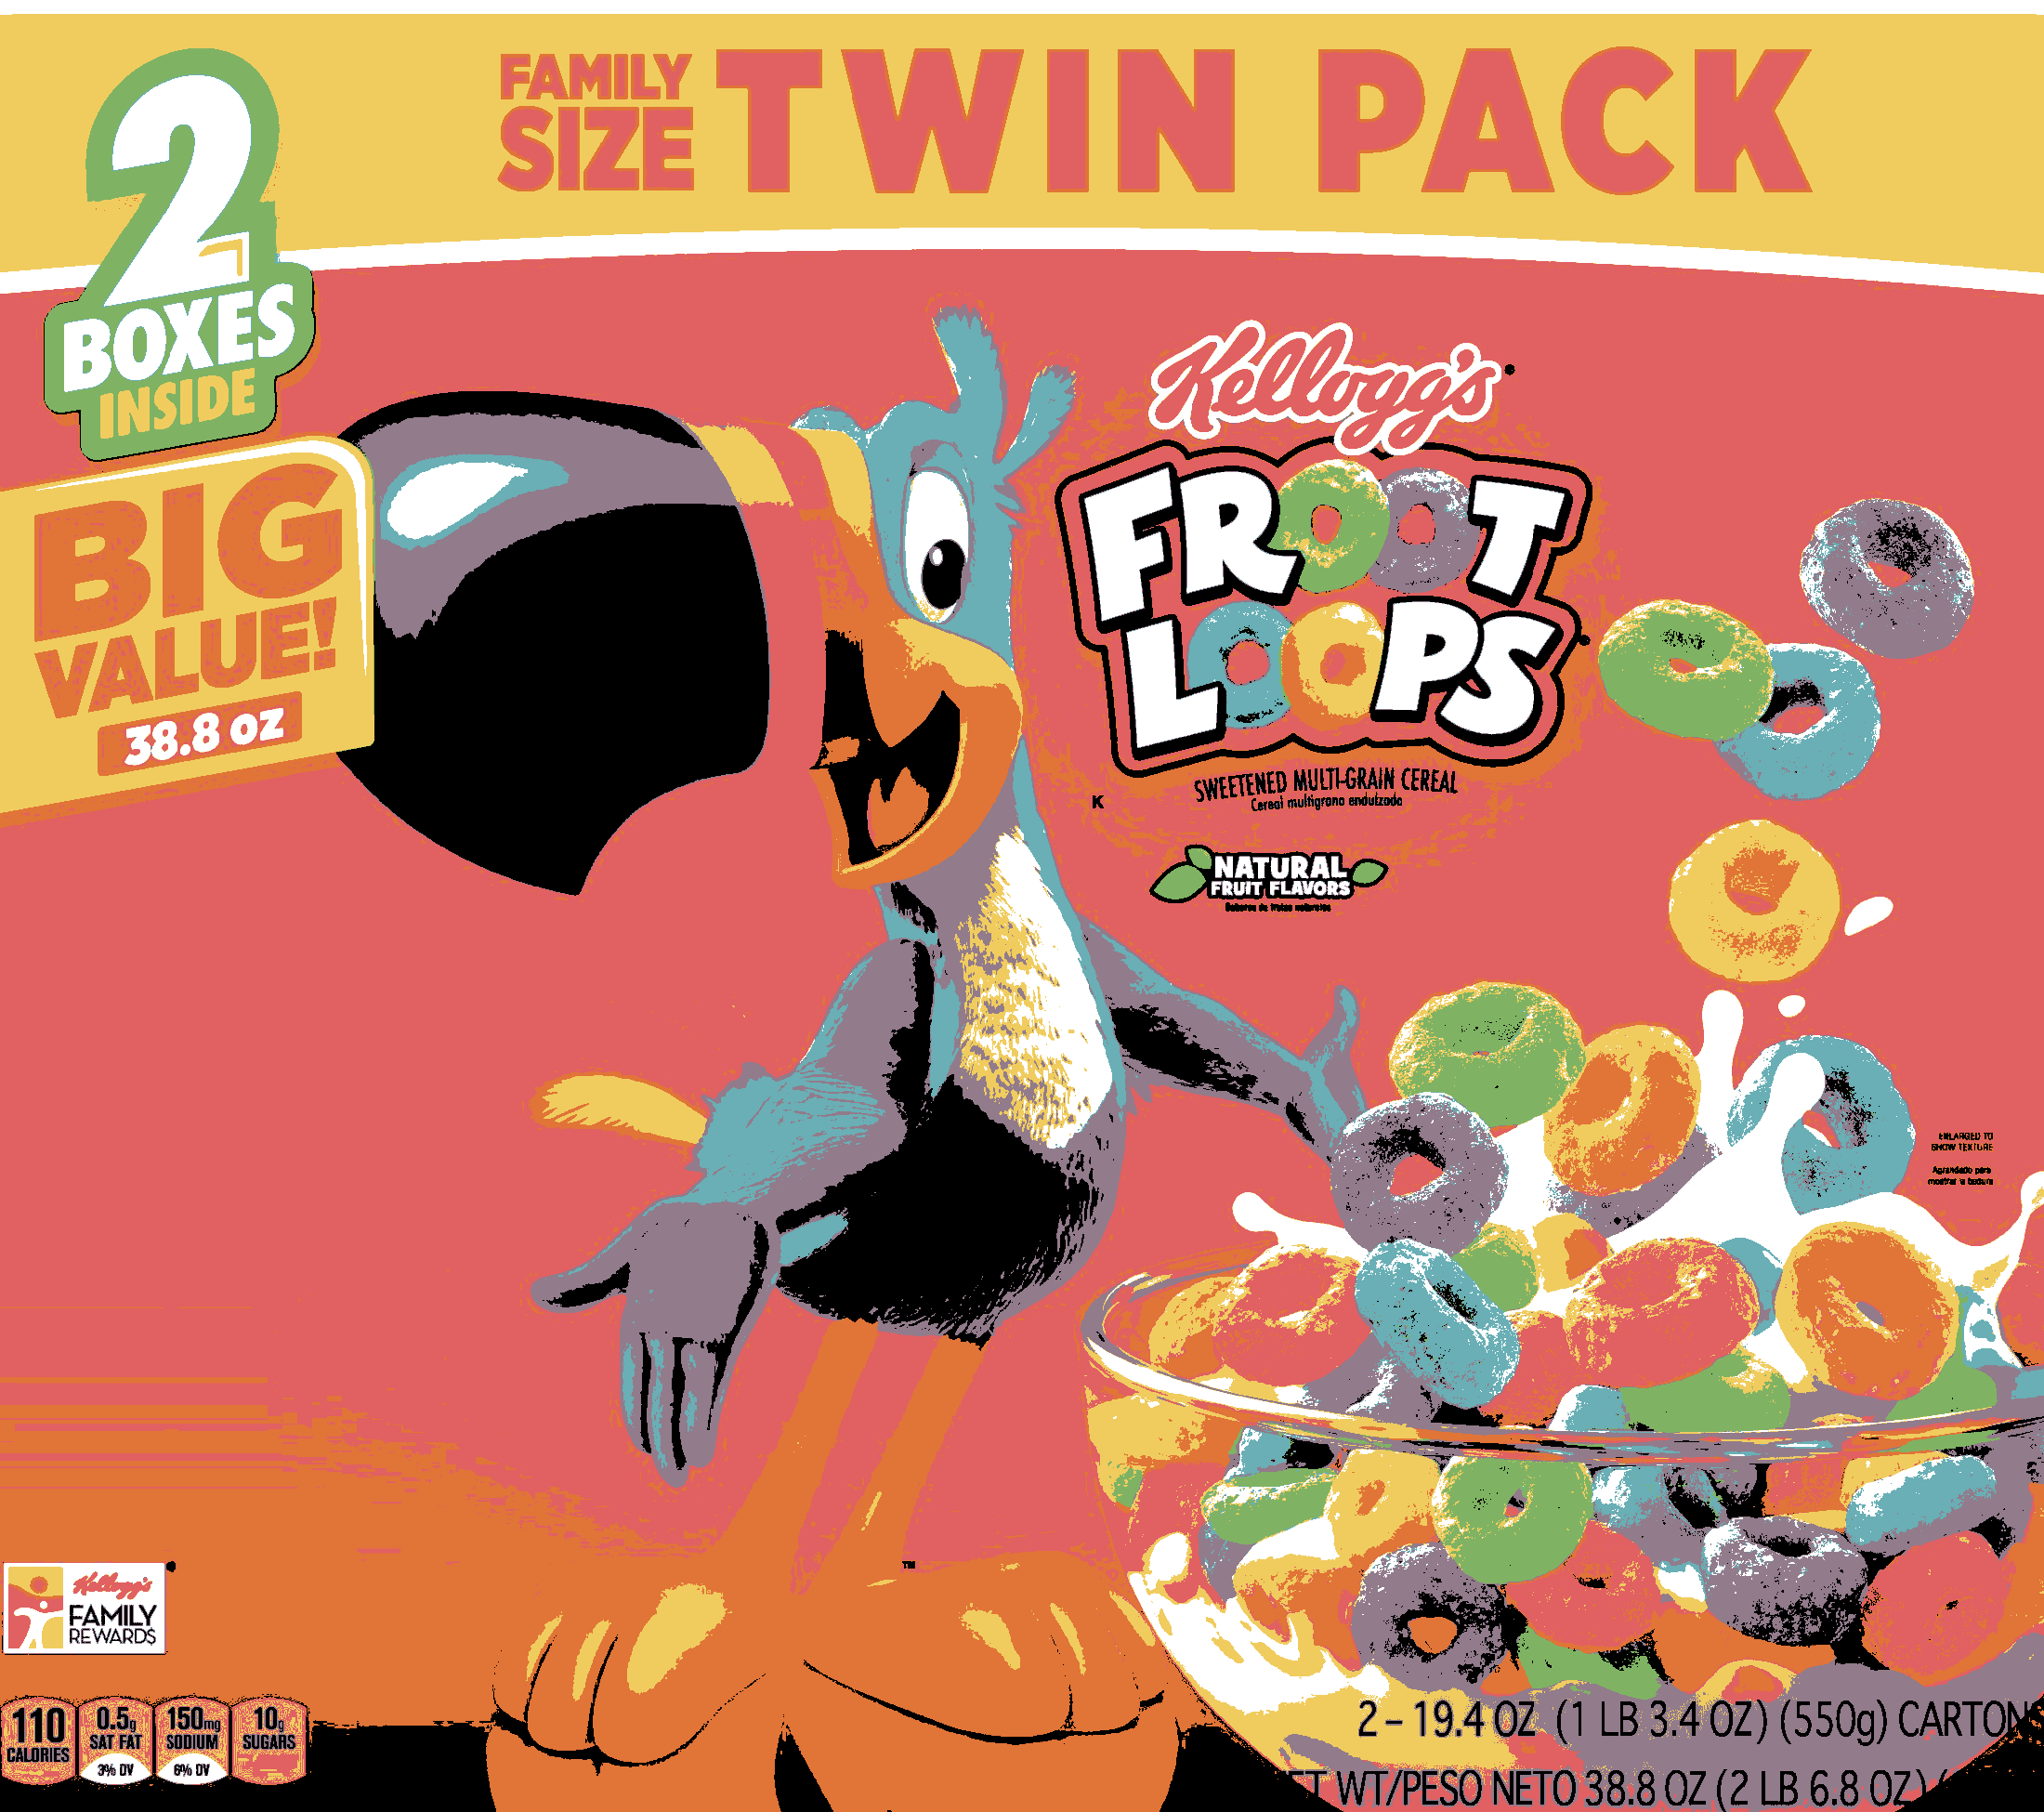 2
BOXES
INSIDE
FAMILY
SIZE
TWIN PACK
BIG
VALUE!
38.8 OZ
Kellogg's
FROOT
LOOPS
SWEETENED MULTI-GRAIN CEREAL
Cereal multigrano endulzado
K
NATURAL
FRUIT FLAVORS
Sabores de frutas naturales
ENLARGED TO
SHOW TEXTURE
Agrandado para
mostrar la textura
TM
Kellogg's
FAMILY
REWARDS
110
CALORIES
0.5g
SAT FAT
3% DV
150mg
SODIUM
6% DV
10g
SUGARS
2 – 19.4 OZ (1 LB 3.4 OZ) (550g) CARTONS
WT/PESO NETO 38.8 OZ (2 LB 6.8 OZ) (